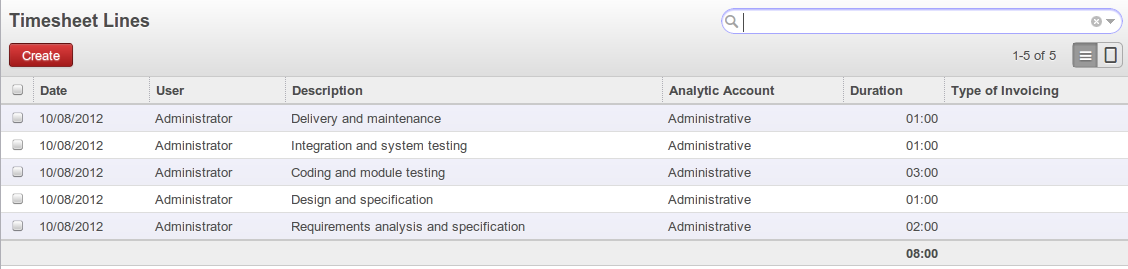 Timesheet Lines
Create
1-5 of 5
Date User Description Analytic Account Duration Type of Invoicing
10/08/2012 Administrator Delivery and maintenance Administrative 01:00
10/08/2012 Administrator Integration and system testing Administrative 01:00
10/08/2012 Administrator Coding and module testing Administrative 03:00
10/08/2012 Administrator Design and specification Administrative 01:00
10/08/2012 Administrator Requirements analysis and specification Administrative 02:00
08:00